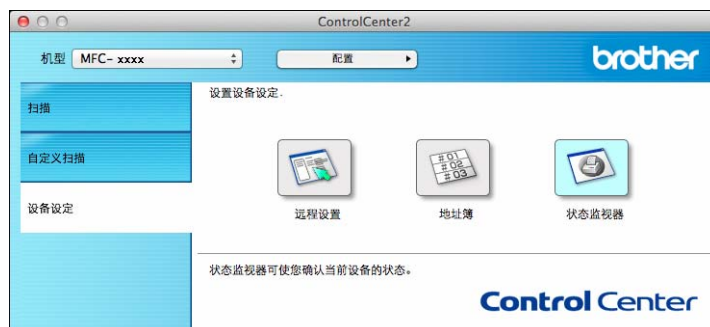 ControlCenter2
机型 MFC- xxxx 配置 brother
扫描
自定义扫描
设备设定
设置设备设定.
#01
#02
#03
远程设置 地址簿 状态监视器
状态监视器可使您确认当前设备的状态。
Control Center